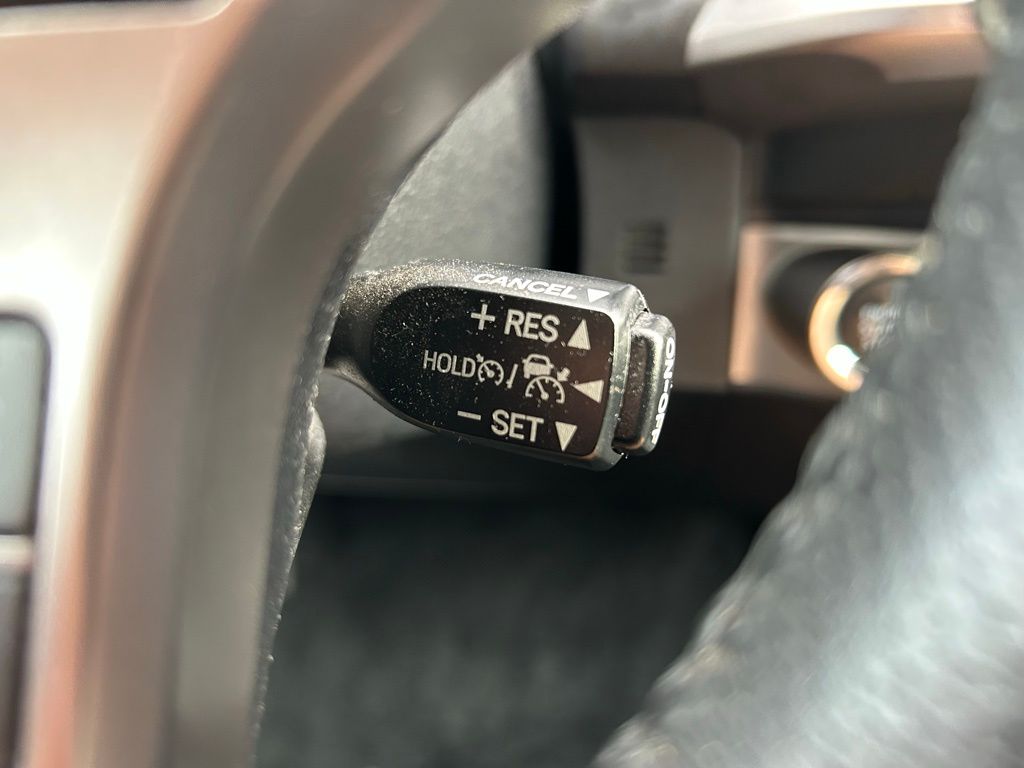 CANCEL
+ RES
HOLD /
− SET
ON-OFF